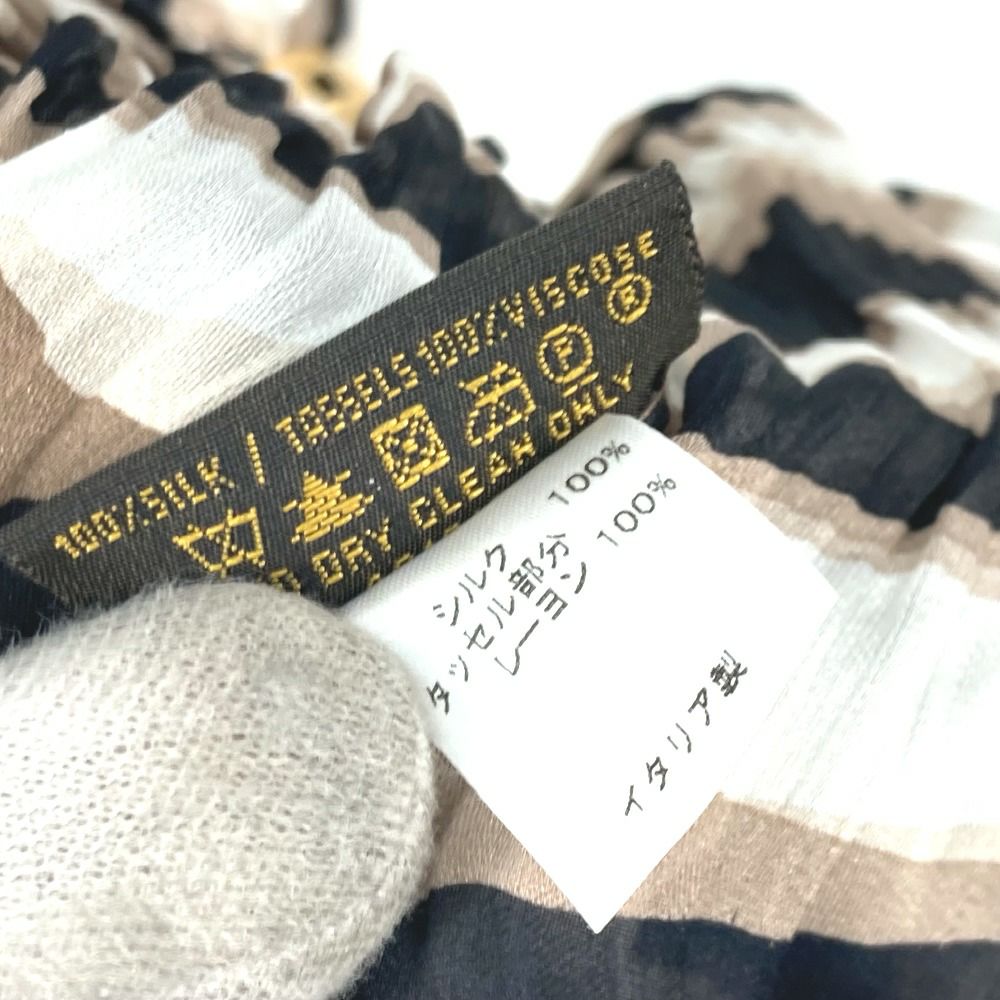 100%SILK / TASSELS 100%VISCOSE
P
R
DRY CLEAN ONLY
シルク 100%
タッセル部分
レーヨン 100%
イタリア製